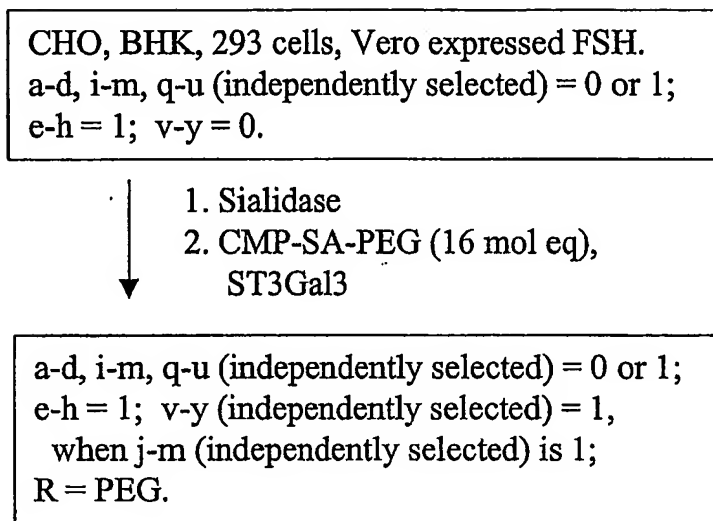 CHO, BHK, 293 cells, Vero expressed FSH.
a-d, i-m, q-u (independently selected) = 0 or 1;
e-h = 1; v-y = 0.
1. Sialidase
2. CMP-SA-PEG (16 mol eq),
ST3Gal3
a-d, i-m, q-u (independently selected) = 0 or 1;
e-h = 1; v-y (independently selected) = 1,
when j-m (independently selected) is 1;
R = PEG.